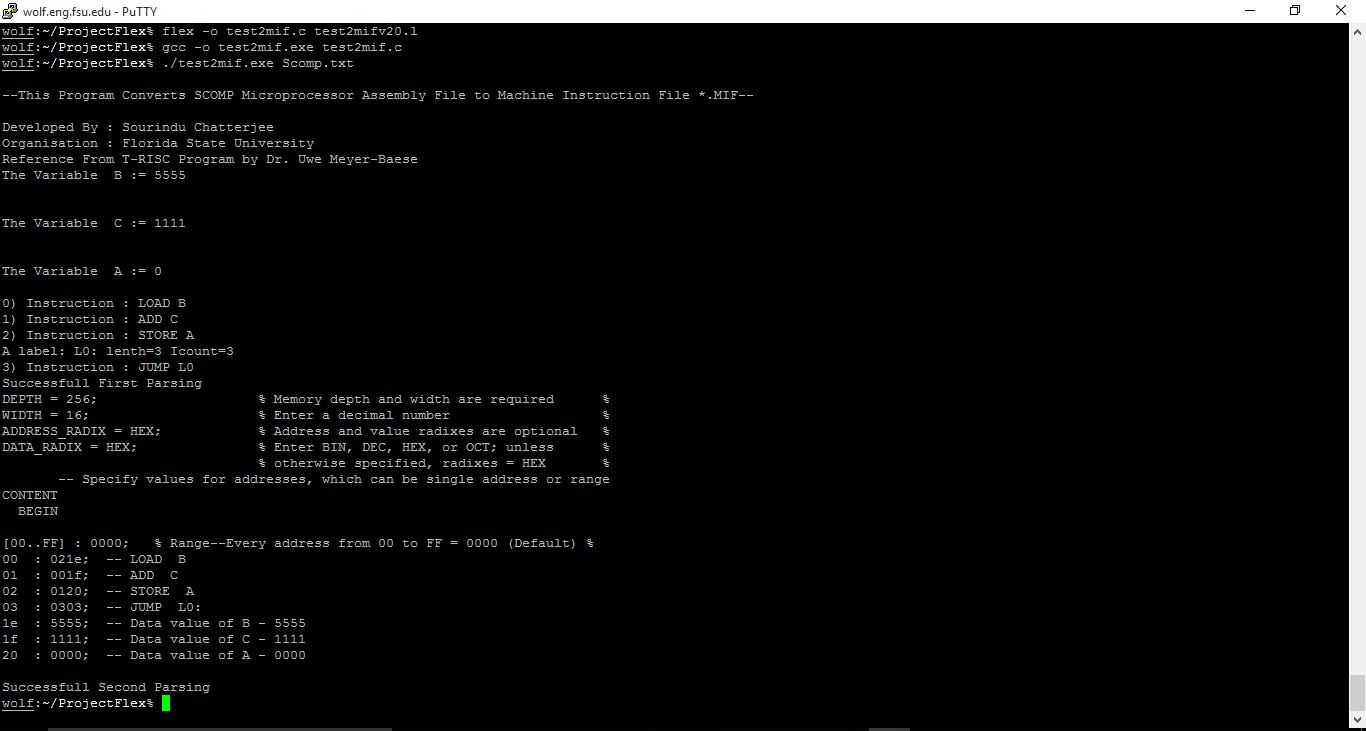 wolf.eng.fsu.edu - PuTTY
wolf:~/ProjectFlex% flex -o test2mif.c test2mifv20.l
wolf:~/ProjectFlex% gcc -o test2mif.exe test2mif.c
wolf:~/ProjectFlex% ./test2mif.exe Scomp.txt
--This Program Converts SCOMP Microprocessor Assembly File to Machine Instruction File *.MIF--
Developed By : Sourindu Chatterjee
Organisation : Florida State University
Reference From T-RISC Program by Dr. Uwe Meyer-Baese
The Variable  B := 5555
The Variable  C := 1111
The Variable  A := 0
0) Instruction : LOAD B
1) Instruction : ADD C
2) Instruction : STORE A
A label: L0: lenth=3 Icount=3
3) Instruction : JUMP L0
Successfull First Parsing
DEPTH = 256;                    % Memory depth and width are required      %
WIDTH = 16;                     % Enter a decimal number                   %
ADDRESS_RADIX = HEX;            % Address and value radixes are optional   %
DATA_RADIX = HEX;               % Enter BIN, DEC, HEX, or OCT; unless      %
                                % otherwise specified, radixes = HEX       %
       -- Specify values for addresses, which can be single address or range
CONTENT
  BEGIN
[00..FF] : 0000;   % Range--Every address from 00 to FF = 0000 (Default) %
00  : 021e;  -- LOAD  B
01  : 001f;  -- ADD  C
02  : 0120;  -- STORE  A
03  : 0303;  -- JUMP  L0:
1e  : 5555;  -- Data value of B - 5555
1f  : 1111;  -- Data value of C - 1111
20  : 0000;  -- Data value of A - 0000
Successfull Second Parsing
wolf:~/ProjectFlex%